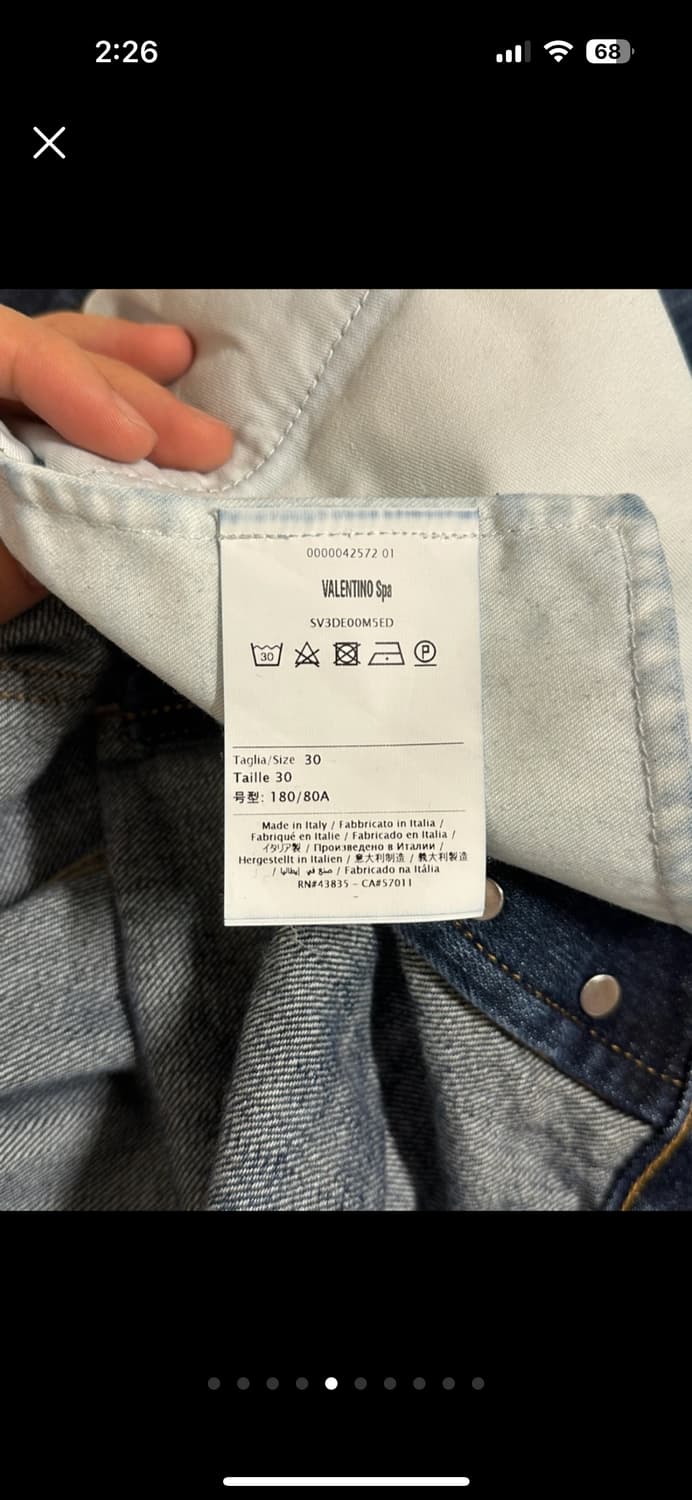 2:26
68
0000042572 01
VALENTINO Spa
SV3DE00M5ED
30
P
Taglia/Size 30
Taille 30
号型: 180/80A
Made in Italy / Fabbricato in Italia /
Fabriqué en Italie / Fabricado en Italia /
イタリア製 / Произведено в Италии /
Hergestellt in Italien / 意大利制造 / 義大利製造
/ صنع في إيطاليا / Fabricado na Itália
RN#43835 - CA#57011
-